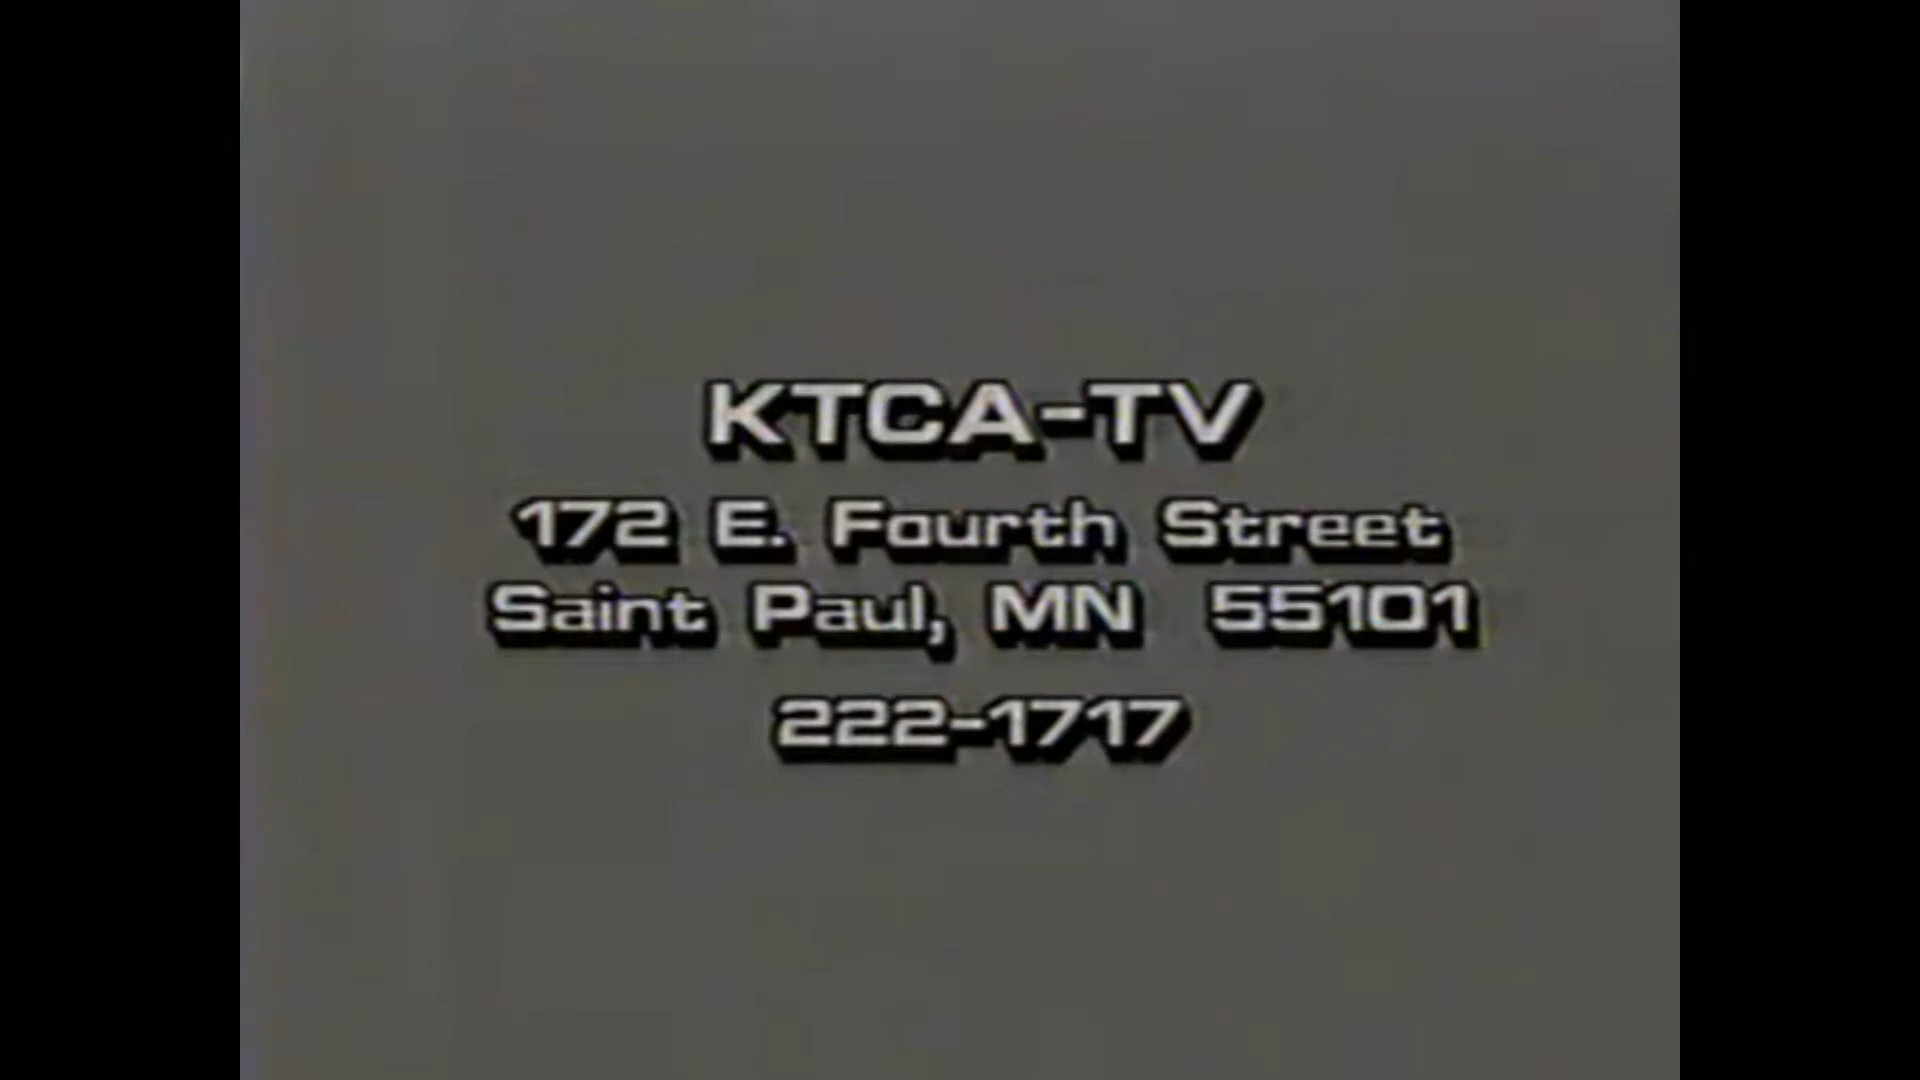 KTCA-TV
172 E. Fourth Street
Saint Paul, MN 55101
222-1717